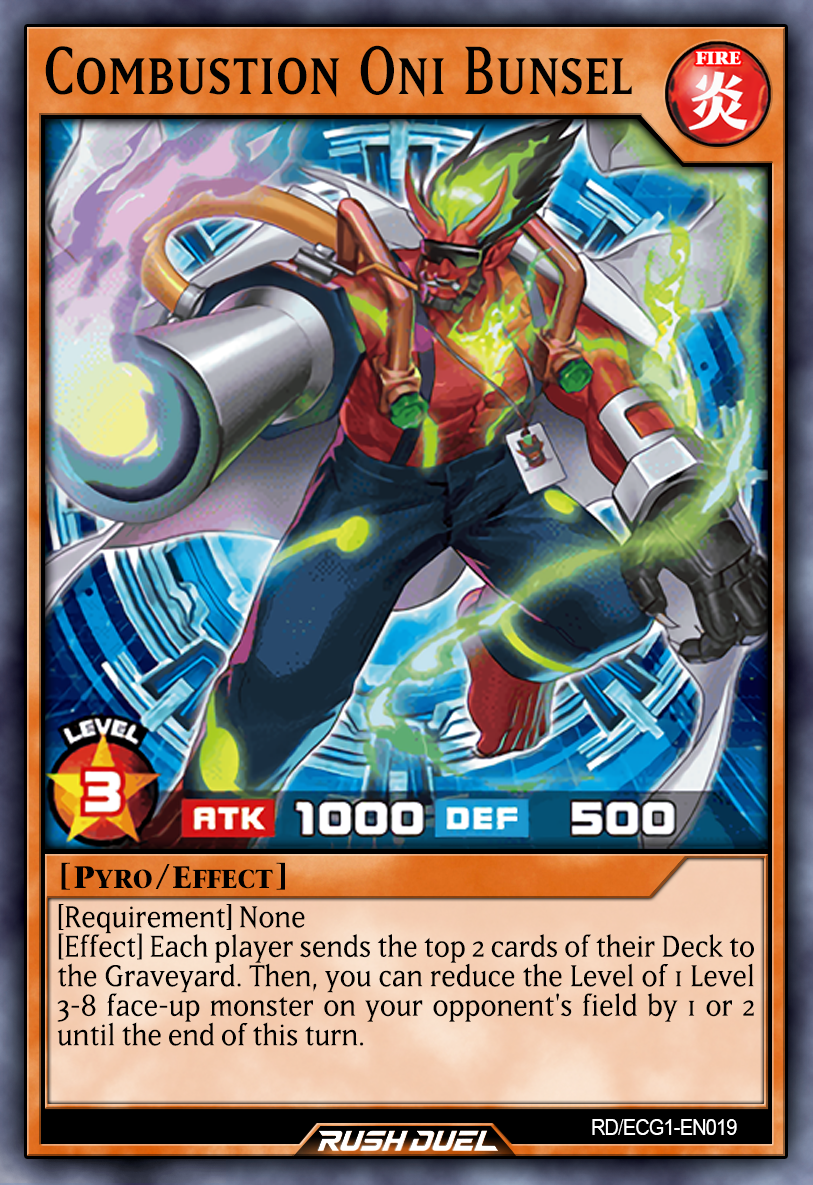 Combustion Oni Bunsel
FIRE
炎
LEVEL
3
ATK 1000 DEF 500
[Pyro/Effect]
[Requirement] None
[Effect] Each player sends the top 2 cards of their Deck to
the Graveyard. Then, you can reduce the Level of 1 Level
3-8 face-up monster on your opponent's field by 1 or 2
until the end of this turn.
RD/ECG1-EN019
RUSH DUEL